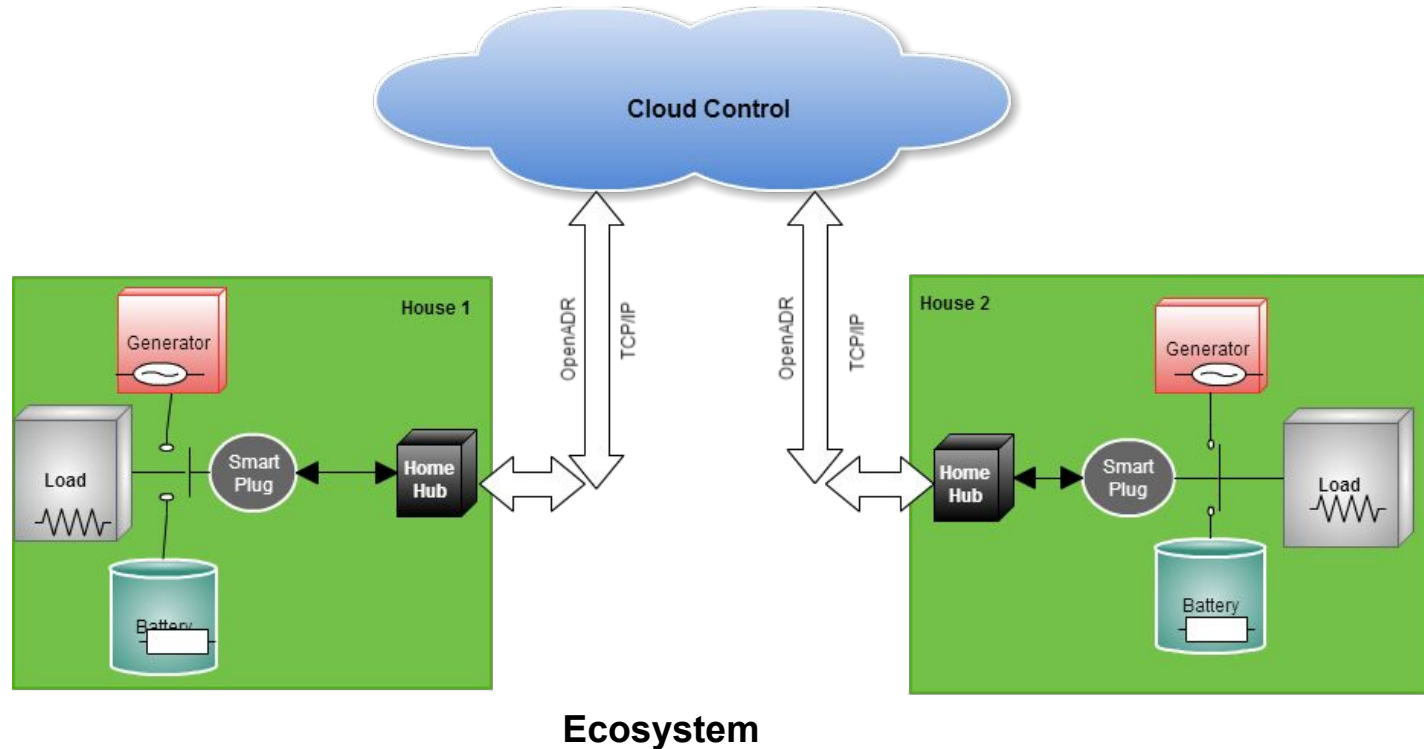 Cloud Control
OpenADR
TCP/IP
OpenADR
TCP/IP
House 1
Generator
Load
Smart
Plug
Home
Hub
Battery
House 2
Generator
Home
Hub
Smart
Plug
Load
Battery
Ecosystem